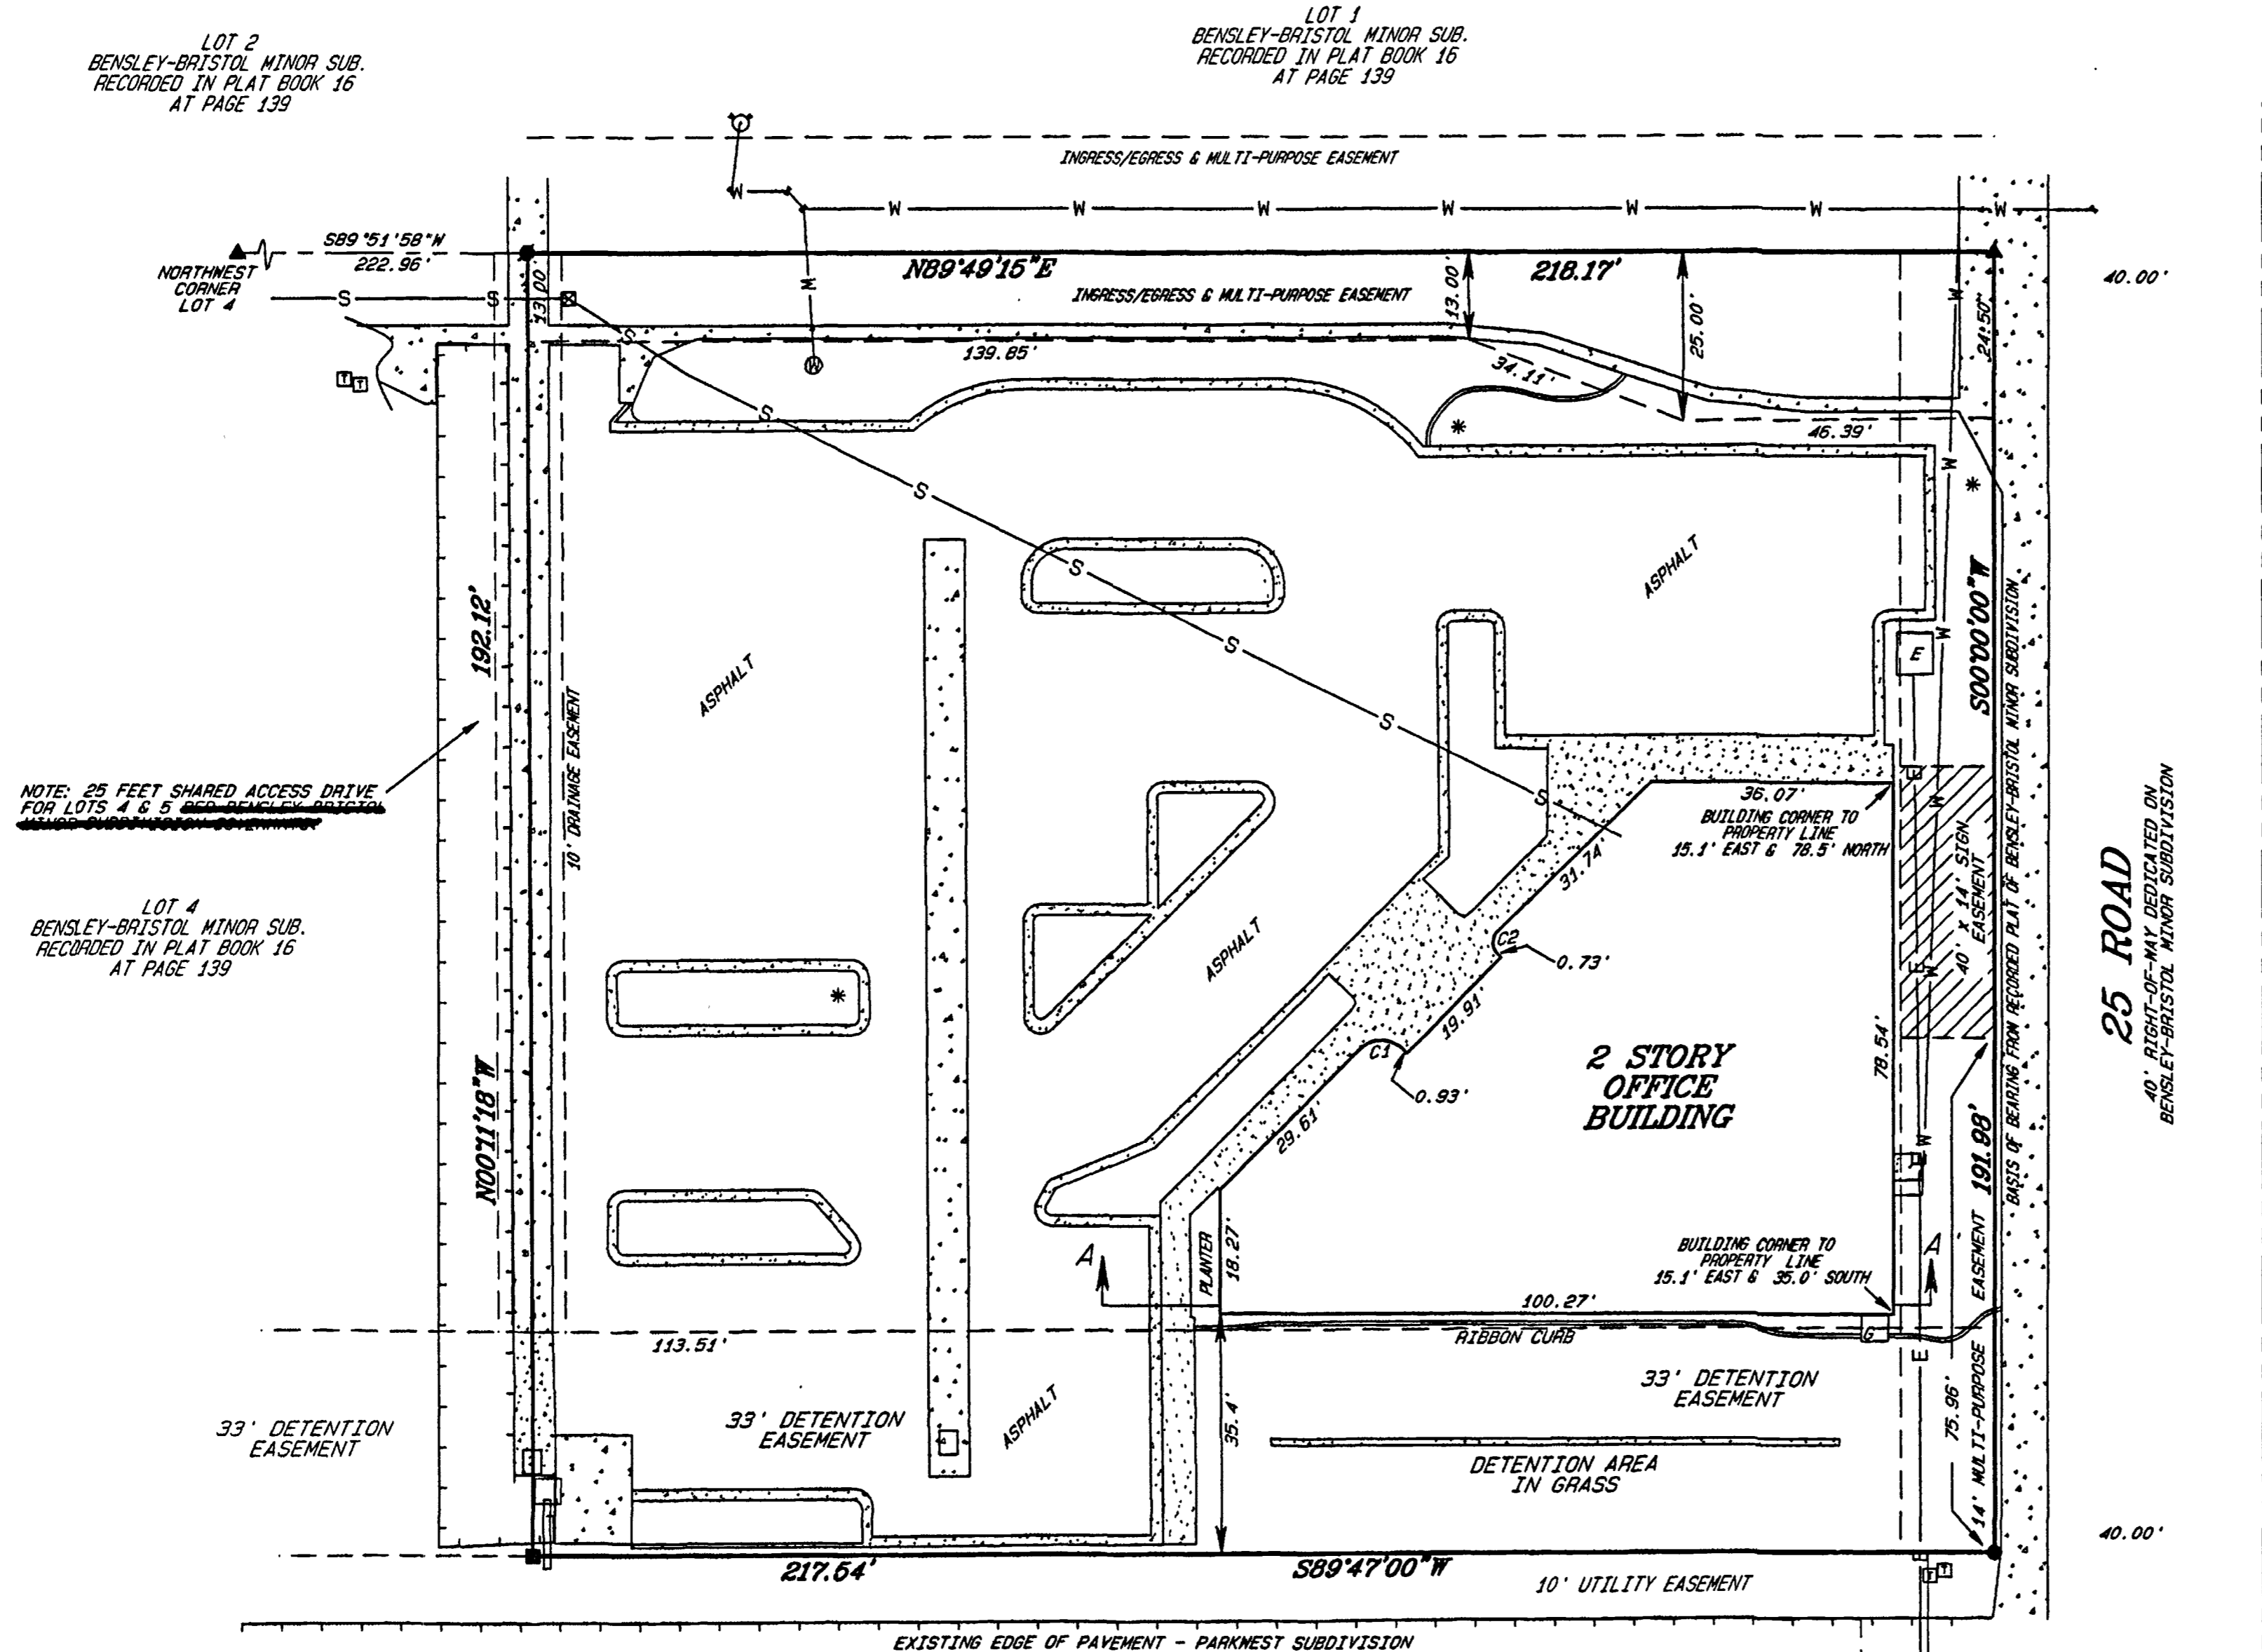 LOT 2
BENSLEY-BRISTOL MINOR SUB.
RECORDED IN PLAT BOOK 16
AT PAGE 139
LOT 1
BENSLEY-BRISTOL MINOR SUB.
RECORDED IN PLAT BOOK 16
AT PAGE 139
INGRESS/EGRESS & MULTI-PURPOSE EASEMENT
W
W W W W W W W
S89°51'58"W
222.96'
NORTHWEST
CORNER
LOT 4
N89°49'15"E
218.17'
40.00'
S S
13.00'
W
INGRESS/EGRESS & MULTI-PURPOSE EASEMENT
13.00'
25.00'
W
24.50'
S
139.85'
W
34.11'
T
T
S
46.39'
W
S
ASPHALT
S
192.12'
ASPHALT
S
W
E
S00°00'00"W
10' DRAINAGE EASEMENT
S
NOTE: 25 FEET SHARED ACCESS DRIVE
FOR LOTS 4 & 5
S
36.07'
BUILDING CORNER TO
PROPERTY LINE
15.1' EAST & 78.5' NORTH
E
W
31.74'
40' X 14' SIGN
EASEMENT
BASIS OF BEARING FROM RECORDED PLAT OF BENSLEY-BRISTOL MINOR SUBDIVISION
25 ROAD
40' RIGHT-OF-WAY DEDICATED ON
BENSLEY-BRISTOL MINOR SUBDIVISION
LOT 4
BENSLEY-BRISTOL MINOR SUB.
RECORDED IN PLAT BOOK 16
AT PAGE 139
ASPHALT
C2
0.73'
E
W
19.91'
C1
0.93'
2 STORY
OFFICE
BUILDING
78.54'
N00°11'18"W
29.61'
W
E
191.98'
PLANTER
18.27'
A
BUILDING CORNER TO
PROPERTY LINE
15.1' EAST & 35.0' SOUTH
A
14' MULTI-PURPOSE EASEMENT
100.27'
113.51'
RIBBON CURB
G
E
33' DETENTION
EASEMENT
33' DETENTION
EASEMENT
ASPHALT
35.4'
33' DETENTION
EASEMENT
75.96'
DETENTION AREA
IN GRASS
40.00'
217.54'
S89°47'00"W
E
10' UTILITY EASEMENT
T
T
EXISTING EDGE OF PAVEMENT - PARKWEST SUBDIVISION